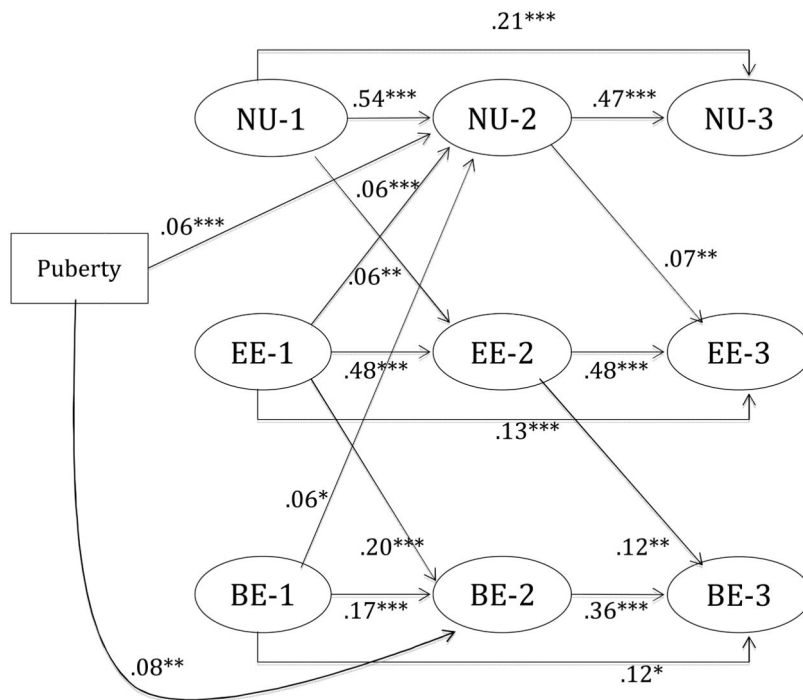 .21***
NU-1
.54***
NU-2
.47***
NU-3
.06***
.06***
Puberty
.06**
.07**
EE-1
.48***
EE-2
.48***
EE-3
.13***
.06*
.20***
.12**
BE-1
.17***
BE-2
.36***
BE-3
.08**
.12*